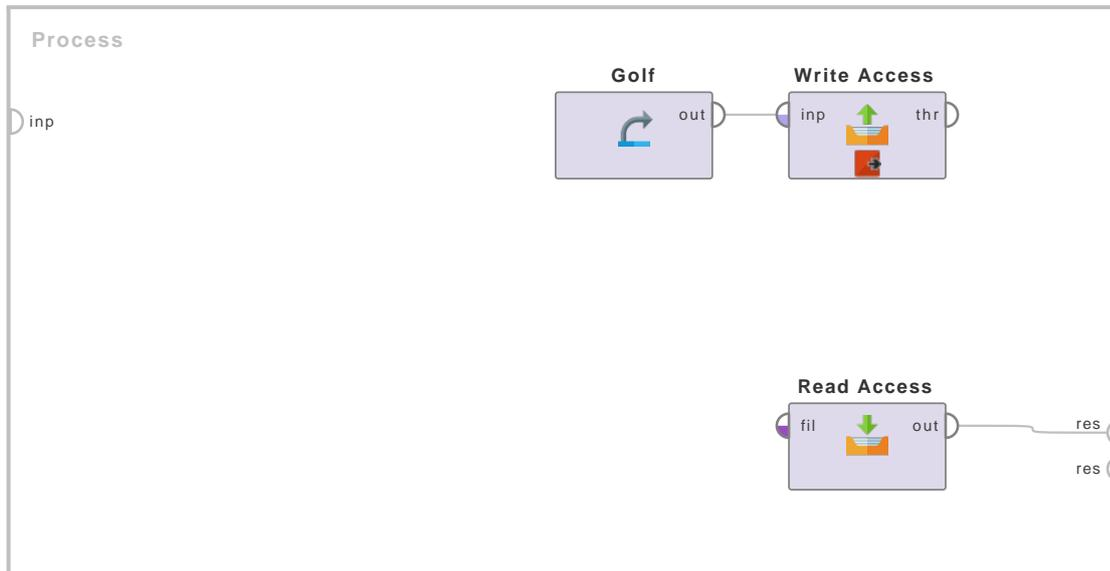 Process
inp
Golf
out
Write Access
inp
thr
Read Access
fil
out
res
res